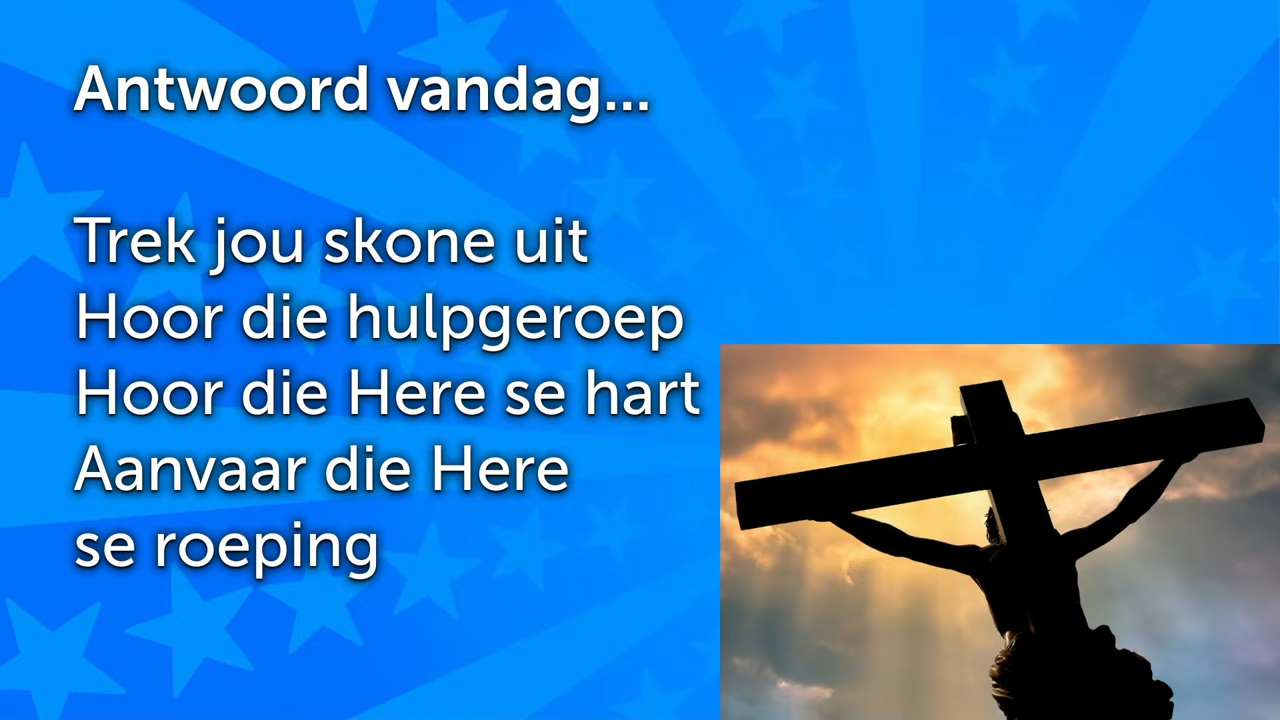 Antwoord vandag...
Trek jou skone uit
Hoor die hulpgeroep
Hoor die Here se hart
Aanvaar die Here
se roeping